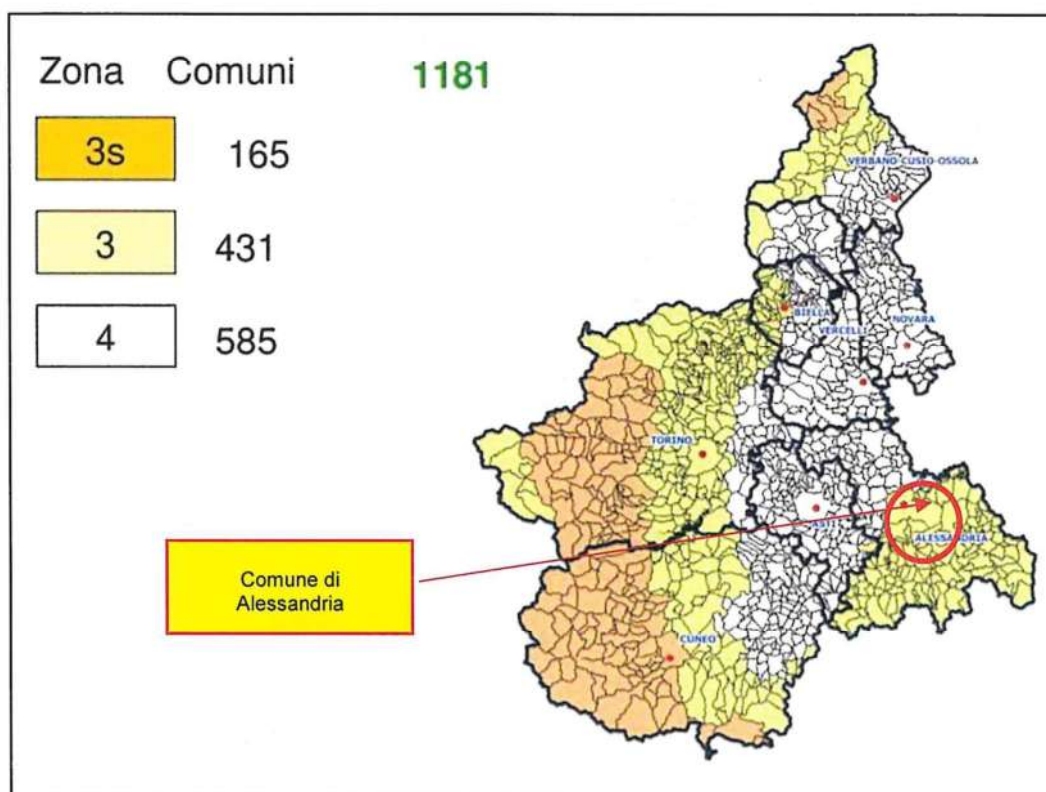 Zona Comuni 1181
3s 165
3 431
4 585
VERBANO-CUSIO-OSSOLA
BIELLA
VERCELLI
NOVARA
TORINO
ASTI
ALESSANDRIA
Comune di
Alessandria
CUNEO